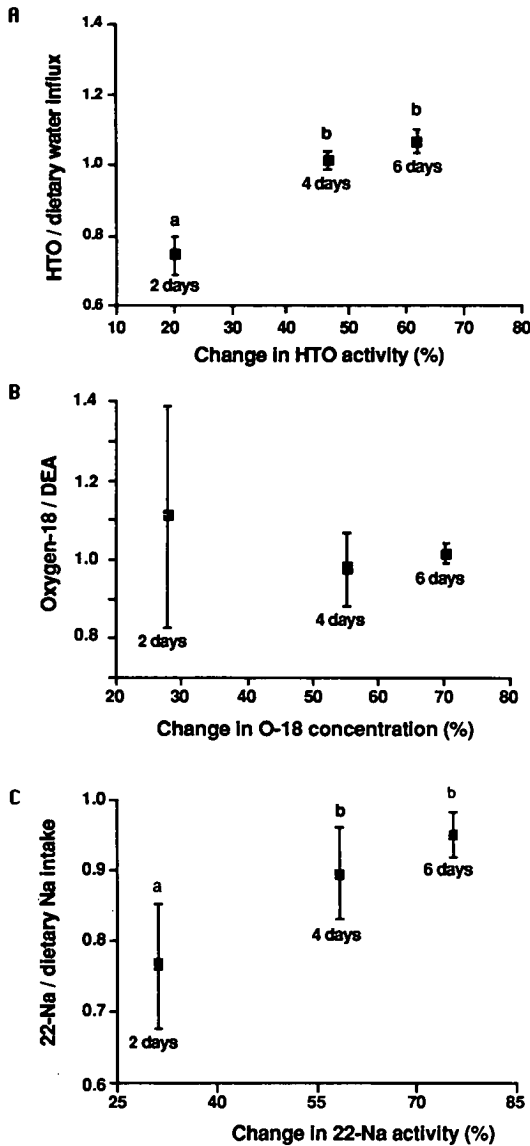 A
HTO / dietary water influx
1.4
1.2
1.0
0.8
0.6
a
2 days
b
4 days
b
6 days
10 20 30 40 50 60 70 80
Change in HTO activity (%)
B
Oxygen-18 / DEA
1.4
1.2
1.0
0.8
2 days
4 days
6 days
20 30 40 50 60 70 80
Change in O-18 concentration (%)
C
22-Na / dietary Na intake
1.0
0.9
0.8
0.7
0.6
a
2 days
b
4 days
b
6 days
25 40 55 70 85
Change in 22-Na activity (%)